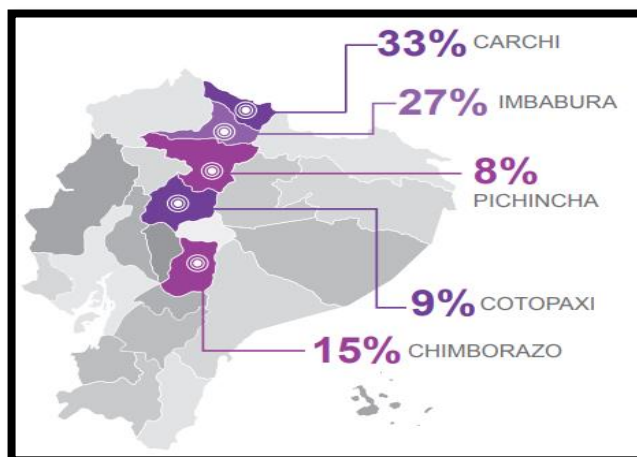 33% CARCHI
27% IMBABURA
8%
PICHINCHA
9% COTOPAXI
15% CHIMBORAZO